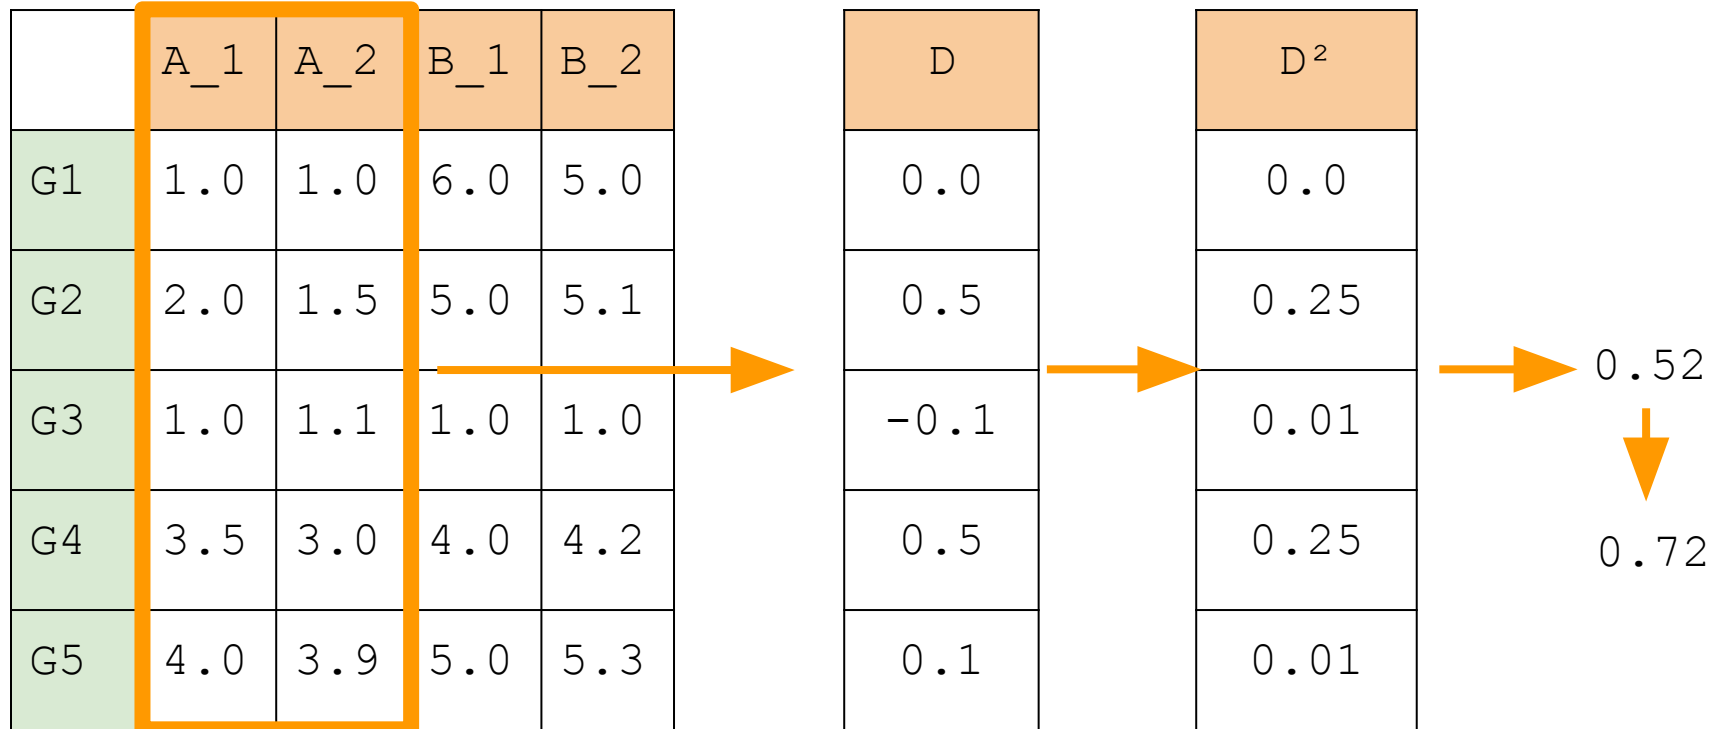 A_1 A_2 B_1 B_2 D D²
G1 1.0 1.0 6.0 5.0 0.0 0.0
G2 2.0 1.5 5.0 5.1 0.5 0.25
0.52
G3 1.0 1.1 1.0 1.0 -0.1 0.01
G4 3.5 3.0 4.0 4.2 0.5 0.25 0.72
G5 4.0 3.9 5.0 5.3 0.1 0.01